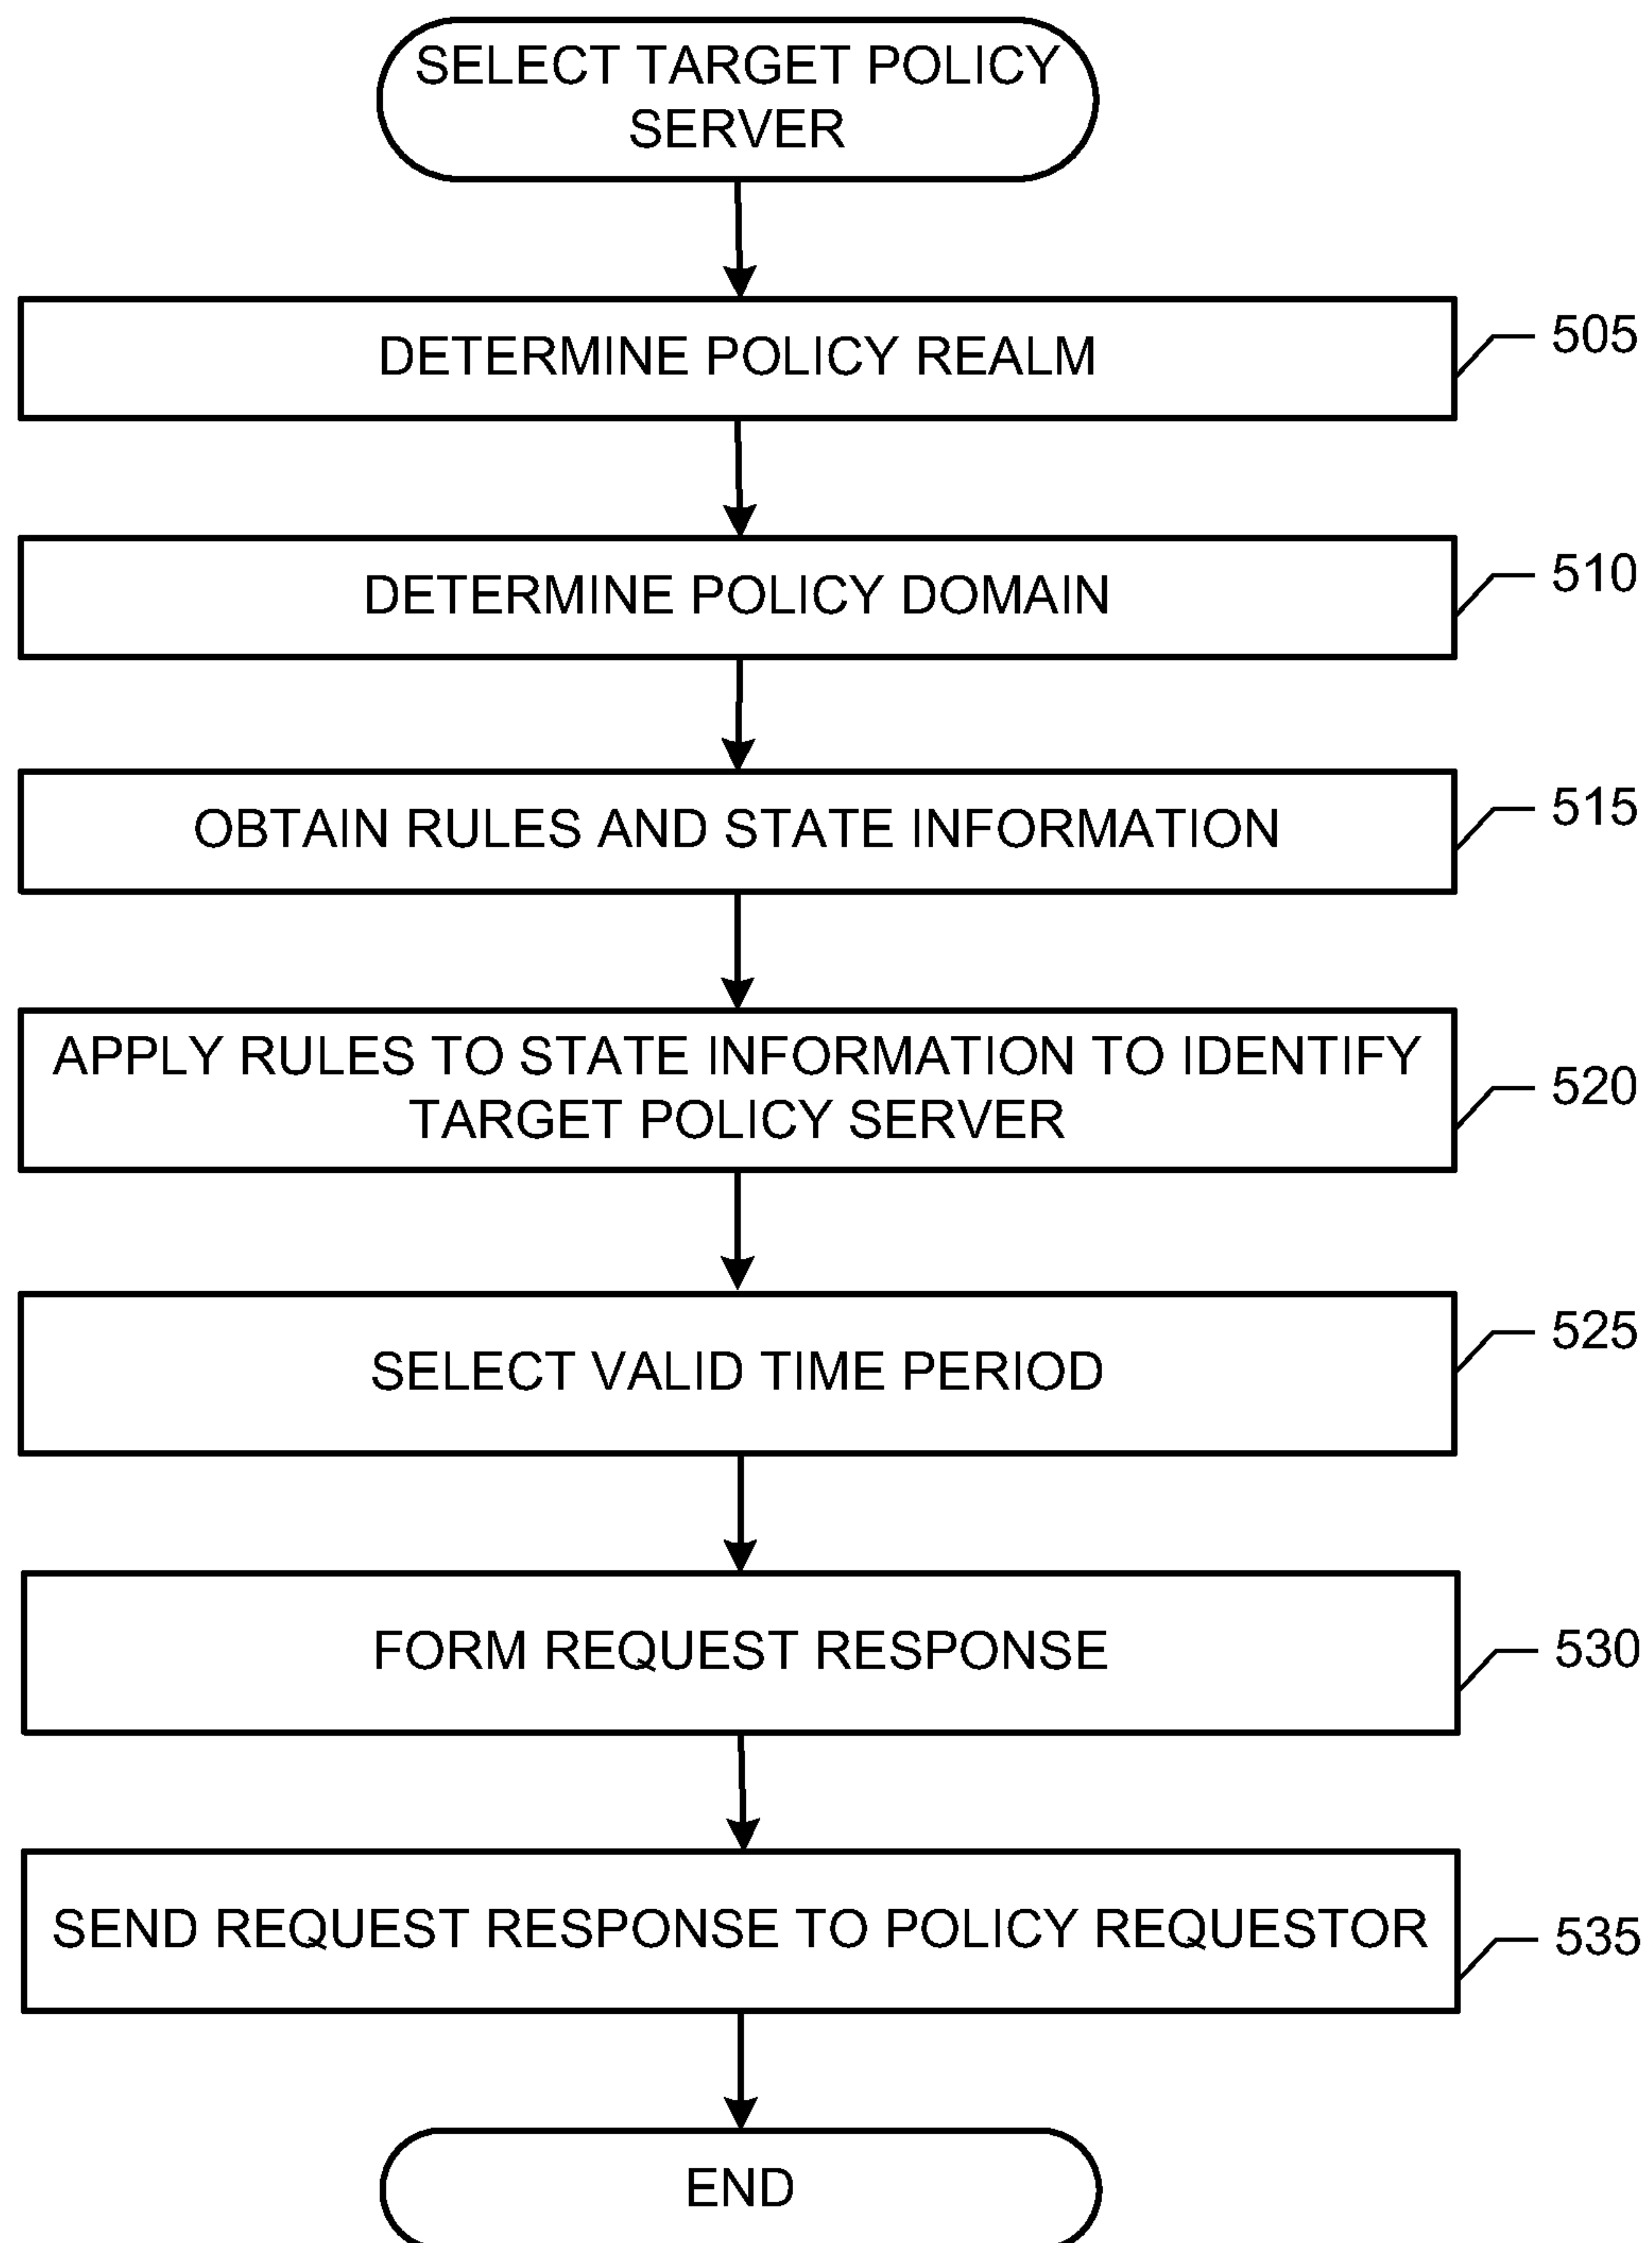 SELECT TARGET POLICY
SERVER
DETERMINE POLICY REALM
505
DETERMINE POLICY DOMAIN
510
OBTAIN RULES AND STATE INFORMATION
515
APPLY RULES TO STATE INFORMATION TO IDENTIFY
TARGET POLICY SERVER
520
SELECT VALID TIME PERIOD
525
FORM REQUEST RESPONSE
530
SEND REQUEST RESPONSE TO POLICY REQUESTOR
535
END